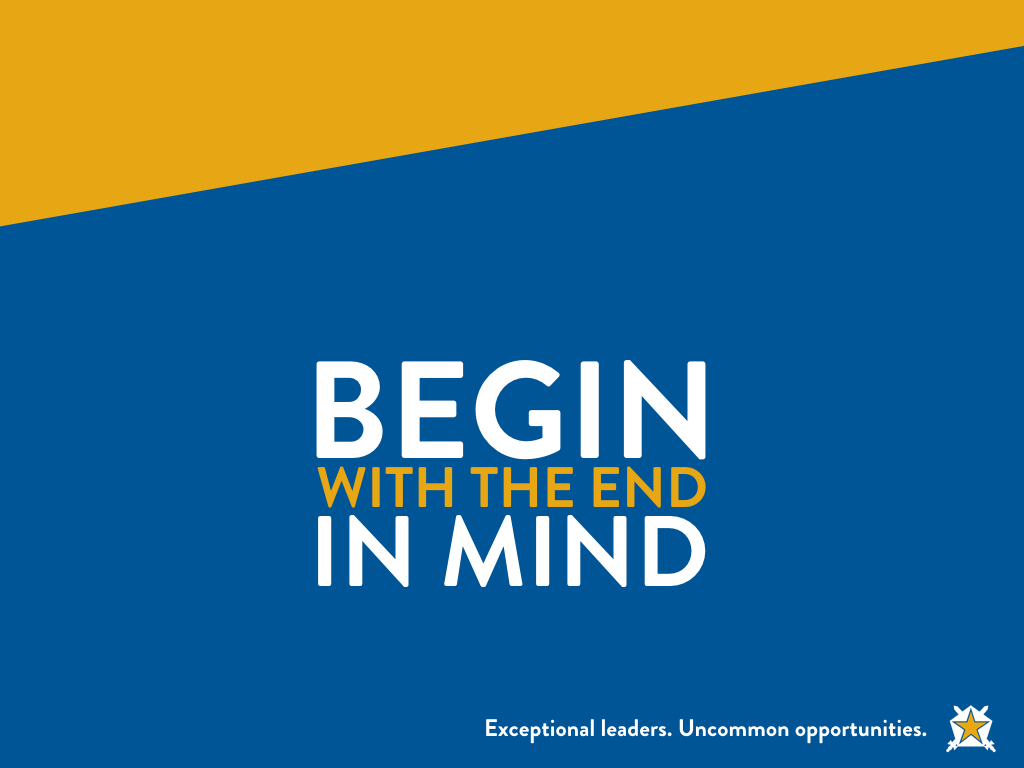 BEGIN
WITH THE END
IN MIND
Exceptional leaders. Uncommon opportunities.